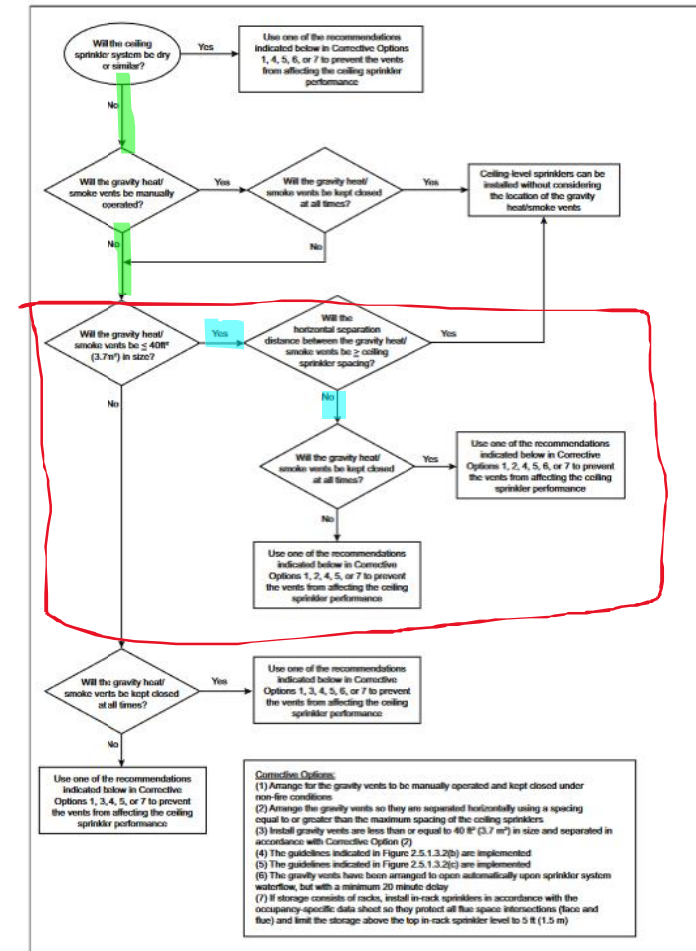 Will the ceiling
sprinkler system be dry
or similar?
Yes
Use one of the recommendations
indicated below in Corrective Options
1, 4, 5, 6, or 7 to prevent the vents
from affecting the ceiling sprinkler
performance
No
Will the gravity heat/
smoke vents be manually
operated?
Yes
Will the gravity heat/
smoke vents be kept closed
at all times?
Yes
Ceiling-level sprinklers can be
installed without considering
the location of the gravity
heat/smoke vents
No
No
Will the gravity heat/
smoke vents be ≤ 40ft²
(3.7m²) in size?
Yes
Will the
horizontal separation
distance between the gravity heat/
smoke vents be ≥ ceiling
sprinkler spacing?
Yes
No
No
Will the gravity heat/
smoke vents be kept closed
at all times?
Yes
Use one of the recommendations
indicated below in Corrective
Options 1, 2, 4, 5, 6, or 7 to prevent
the vents from affecting the ceiling
sprinkler performance
No
Use one of the recommendations
indicated below in Corrective
Options 1, 2, 4, 5, or 7 to prevent
the vents from affecting the ceiling
sprinkler performance
Will the gravity heat/
smoke vents be kept closed
at all times?
Yes
Use one of the recommendations
indicated below in Corrective
Options 1, 3, 4, 5, 6, or 7 to prevent
the vents from affecting the ceiling
sprinkler performance
No
Use one of the recommendations
indicated below in Corrective
Options 1, 3,4, 5, or 7 to prevent
the vents from affecting the ceiling
sprinkler performance
Corrective Options:
(1) Arrange for the gravity vents to be manually operated and kept closed under
non-fire conditions
(2) Arrange the gravity vents so they are separated horizontally using a spacing
equal to or greater than the maximum spacing of the ceiling sprinklers
(3) Install gravity vents are less than or equal to 40 ft² (3.7 m²) in size and separated in
accordance with Corrective Option (2)
(4) The guidelines indicated in Figure 2.5.1.3.2(b) are implemented
(5) The guidelines indicated in Figure 2.5.1.3.2(c) are implemented
(6) The gravity vents have been arranged to open automatically upon sprinkler system
waterflow, but with a minimum 20 minute delay
(7) If storage consists of racks, install in-rack sprinklers in accordance with the
occupancy-specific data sheet so they protect all flue space intersections (face and
flue) and limit the storage above the top in-rack sprinkler level to 5 ft (1.5 m)